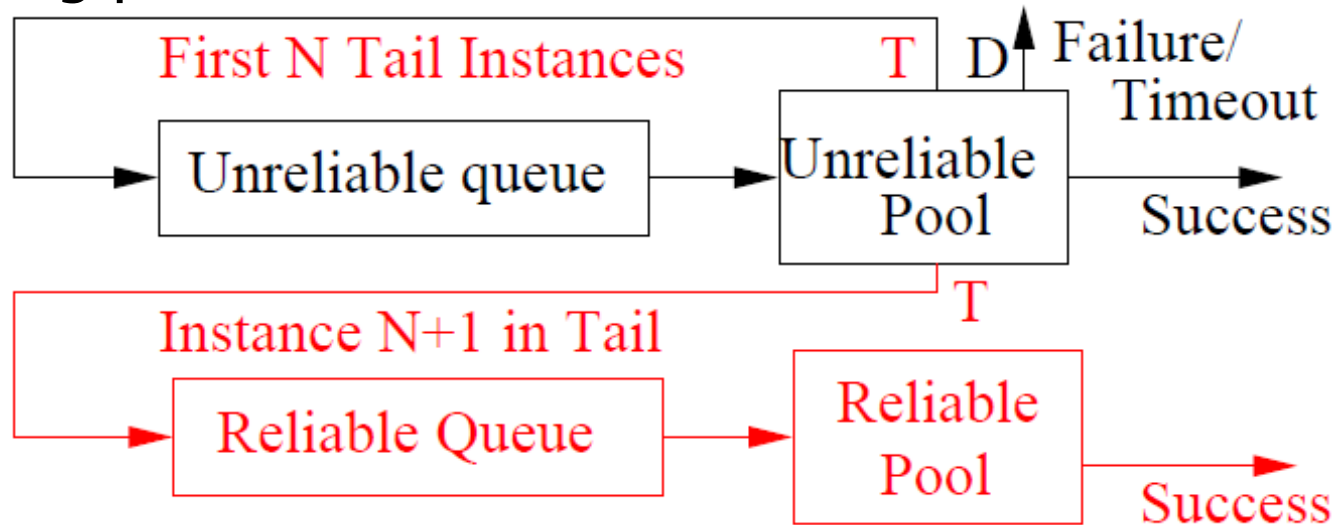 First N Tail Instances
T
D
Failure/
Timeout
Unreliable queue
Unreliable
Pool
Success
T
Instance N+1 in Tail
Reliable Queue
Reliable
Pool
Success